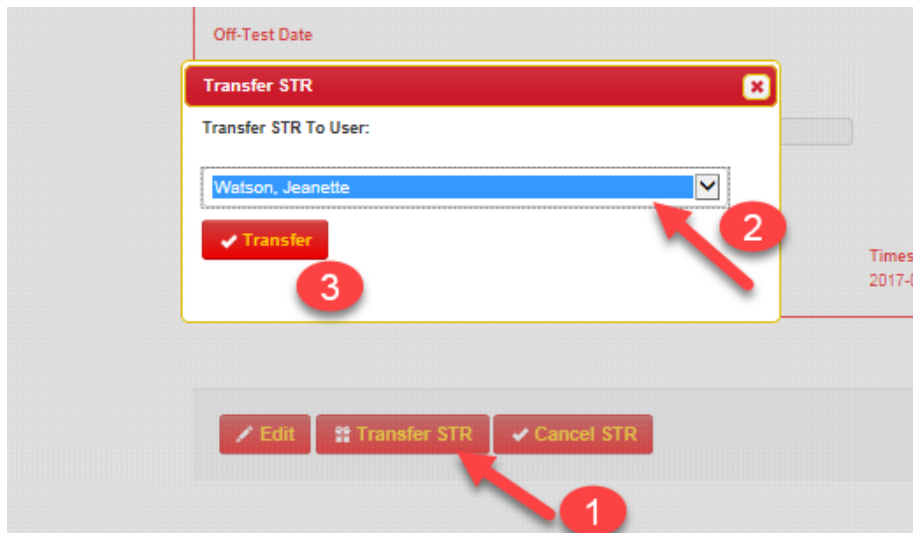 Off-Test Date
Transfer STR
Transfer STR To User:
Watson, Jeanette
2
Transfer
3
Times
2017-0
Edit
Transfer STR
Cancel STR
1